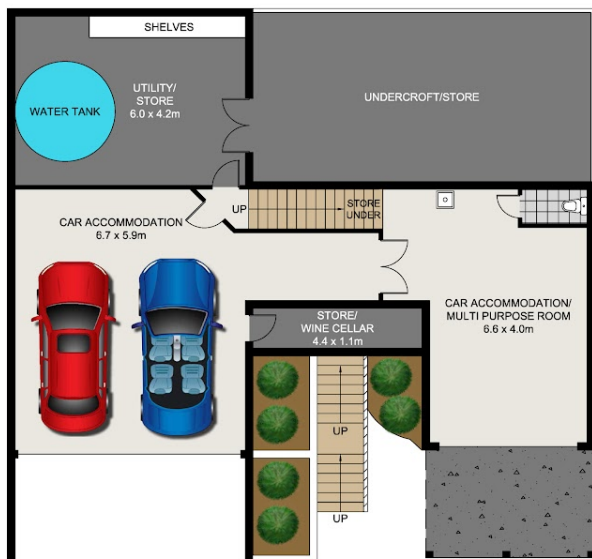 SHELVES
WATER TANK
UTILITY/
STORE
6.0 x 4.2m
UNDERCROFT/STORE
UP
STORE
UNDER
CAR ACCOMMODATION
6.7 x 5.9m
CAR ACCOMMODATION/
MULTI PURPOSE ROOM
6.6 x 4.0m
STORE/
WINE CELLAR
4.4 x 1.1m
UP
UP